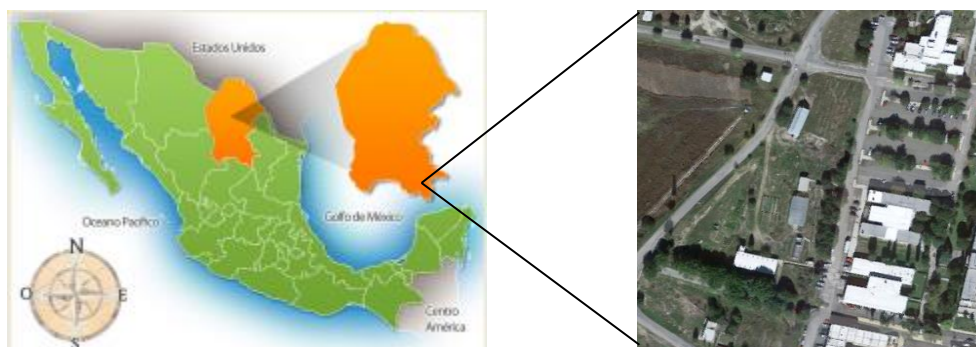 Estados Unidos
Oceano Pacifico
Golfo de México
N
O
E
S
Centro
América